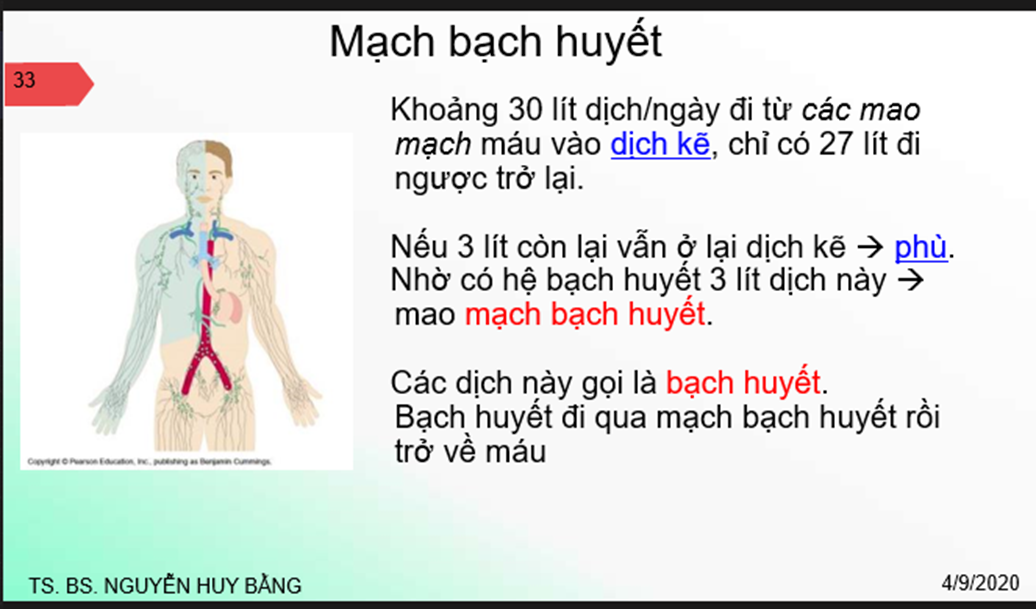 Mạch bạch huyết
33
Khoảng 30 lít dịch/ngày đi từ các mao
mạch máu vào dịch kẽ, chỉ có 27 lít đi
ngược trở lại.
Nếu 3 lít còn lại vẫn ở lại dịch kẽ → phù.
Nhờ có hệ bạch huyết 3 lít dịch này →
mao mạch bạch huyết.
Các dịch này gọi là bạch huyết.
Bạch huyết đi qua mạch bạch huyết rồi
trở về máu
Copyright © Pearson Education, Inc., publishing as Benjamin Cummings.
TS. BS. NGUYỄN HUY BẰNG
4/9/2020